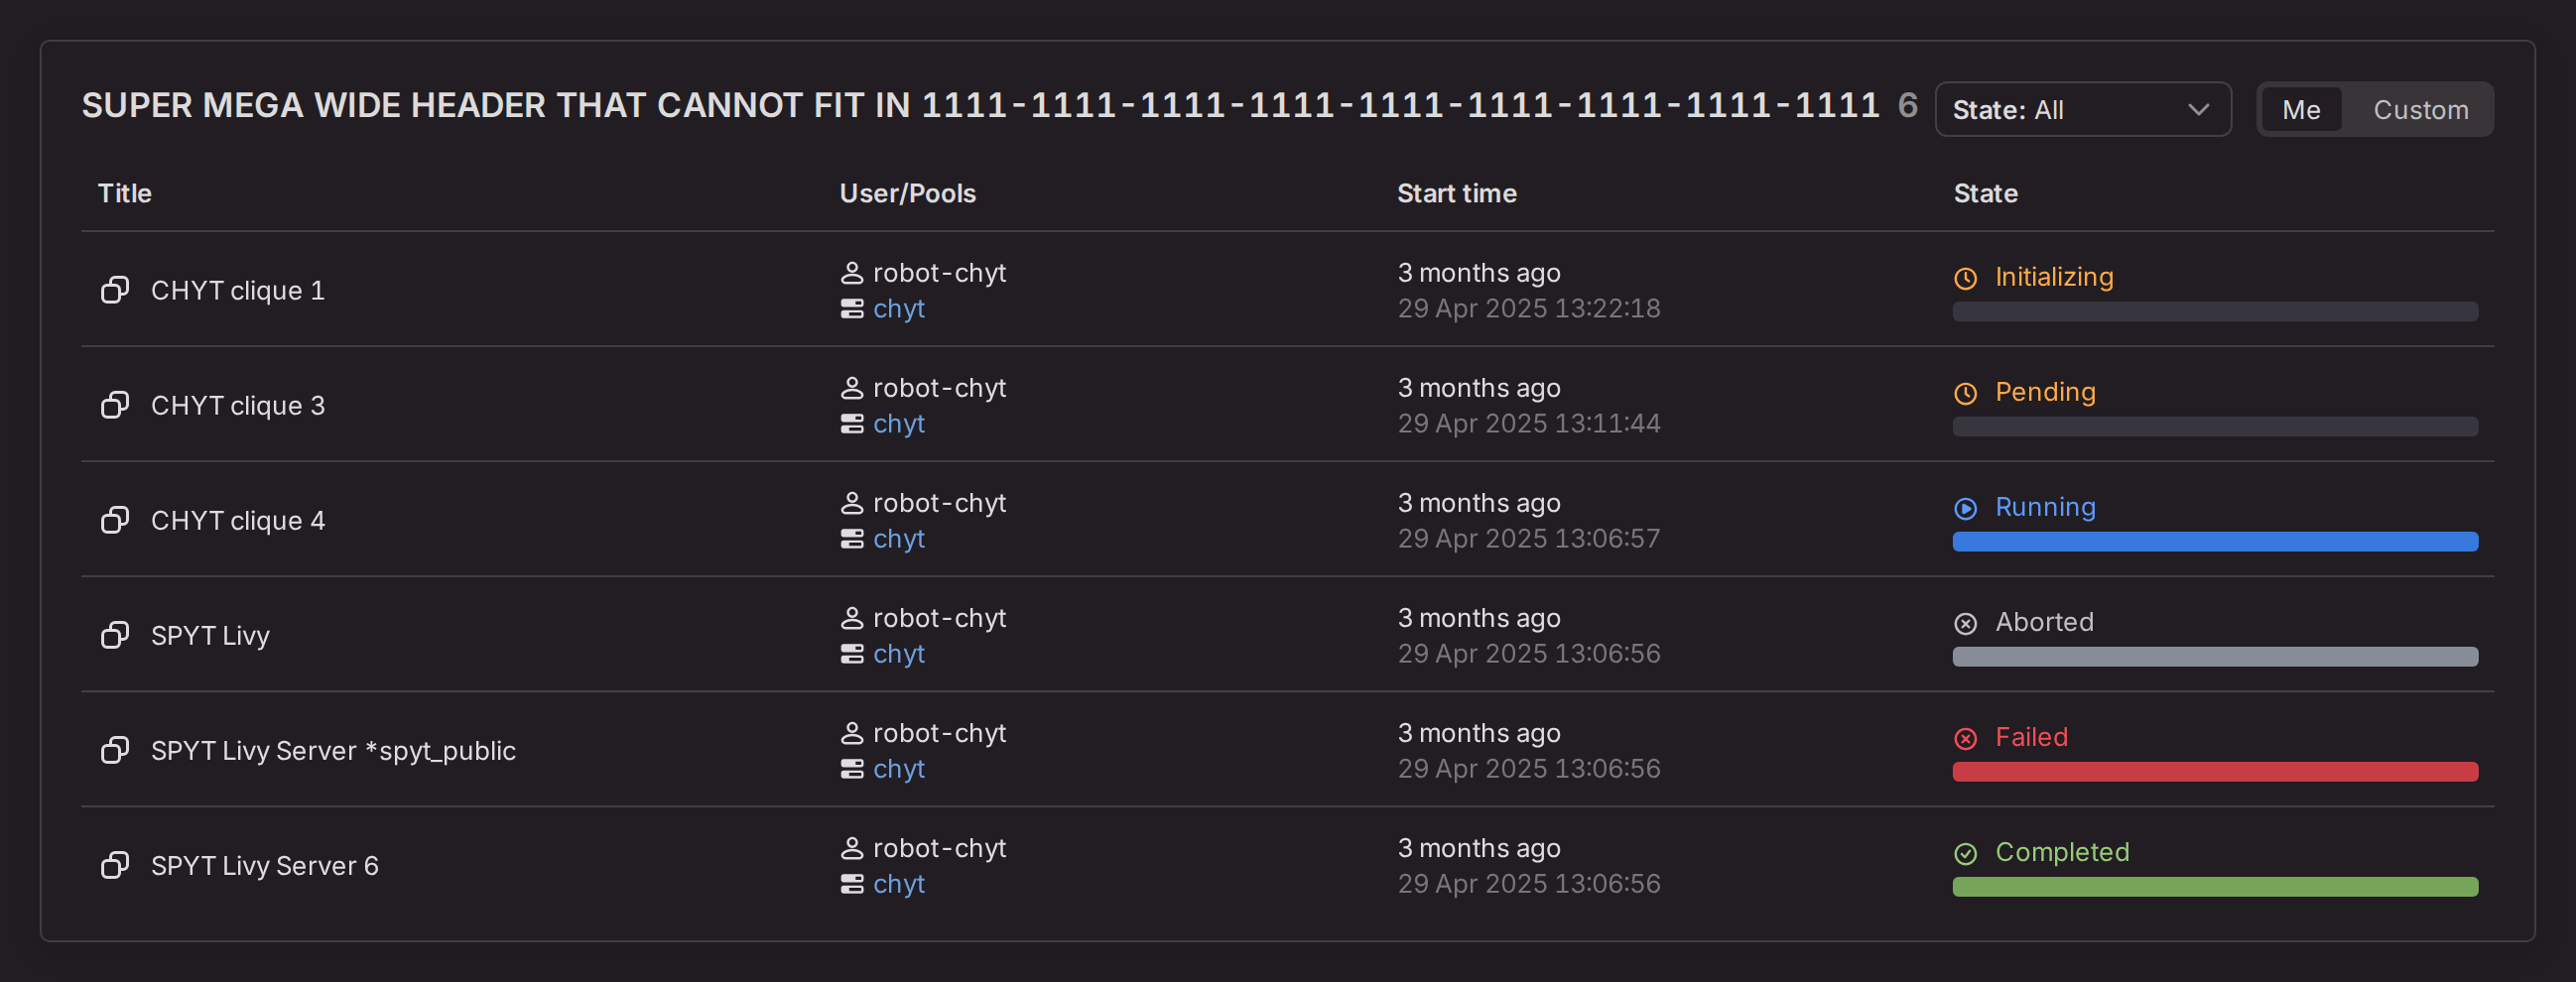 SUPER MEGA WIDE HEADER THAT CANNOT FIT IN 1111-1111-1111-1111-1111-1111-1111-1111-1111 6 State: All Me Custom
Title User/Pools Start time State
CHYT clique 1 robot-chyt 3 months ago Initializing
chyt 29 Apr 2025 13:22:18
CHYT clique 3 robot-chyt 3 months ago Pending
chyt 29 Apr 2025 13:11:44
CHYT clique 4 robot-chyt 3 months ago Running
chyt 29 Apr 2025 13:06:57
SPYT Livy robot-chyt 3 months ago Aborted
chyt 29 Apr 2025 13:06:56
SPYT Livy Server *spyt_public robot-chyt 3 months ago Failed
chyt 29 Apr 2025 13:06:56
SPYT Livy Server 6 robot-chyt 3 months ago Completed
chyt 29 Apr 2025 13:06:56